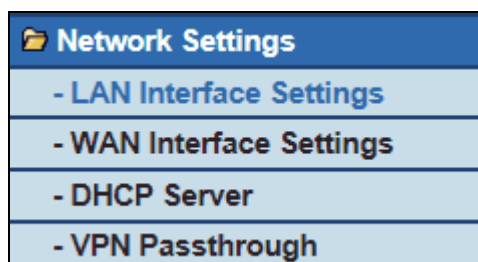 Network Settings
- LAN Interface Settings
- WAN Interface Settings
- DHCP Server
- VPN Passthrough